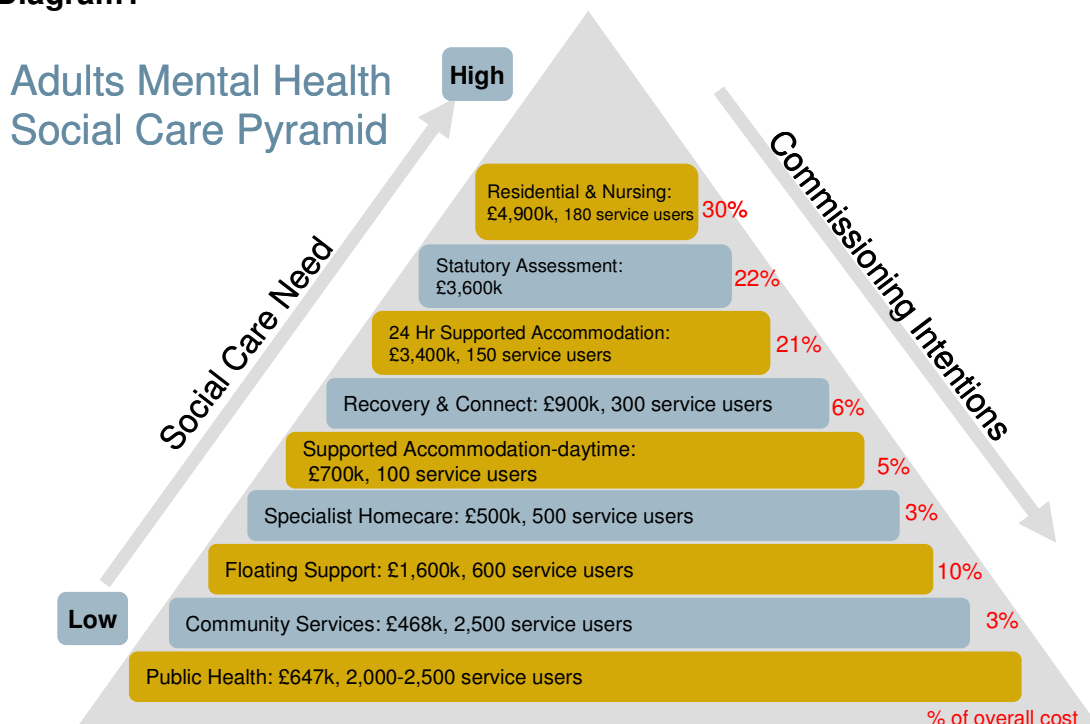 Adults Mental Health
Social Care Pyramid
High
Social Care Need
Commissioning Intentions
Residential & Nursing:
£4,900k, 180 service users
30%
Statutory Assessment:
£3,600k
22%
24 Hr Supported Accommodation:
£3,400k, 150 service users
21%
Recovery & Connect: £900k, 300 service users
6%
Supported Accommodation-daytime:
£700k, 100 service users
5%
Specialist Homecare: £500k, 500 service users
3%
Floating Support: £1,600k, 600 service users
10%
Low
Community Services: £468k, 2,500 service users
3%
Public Health: £647k, 2,000-2,500 service users
% of overall cost